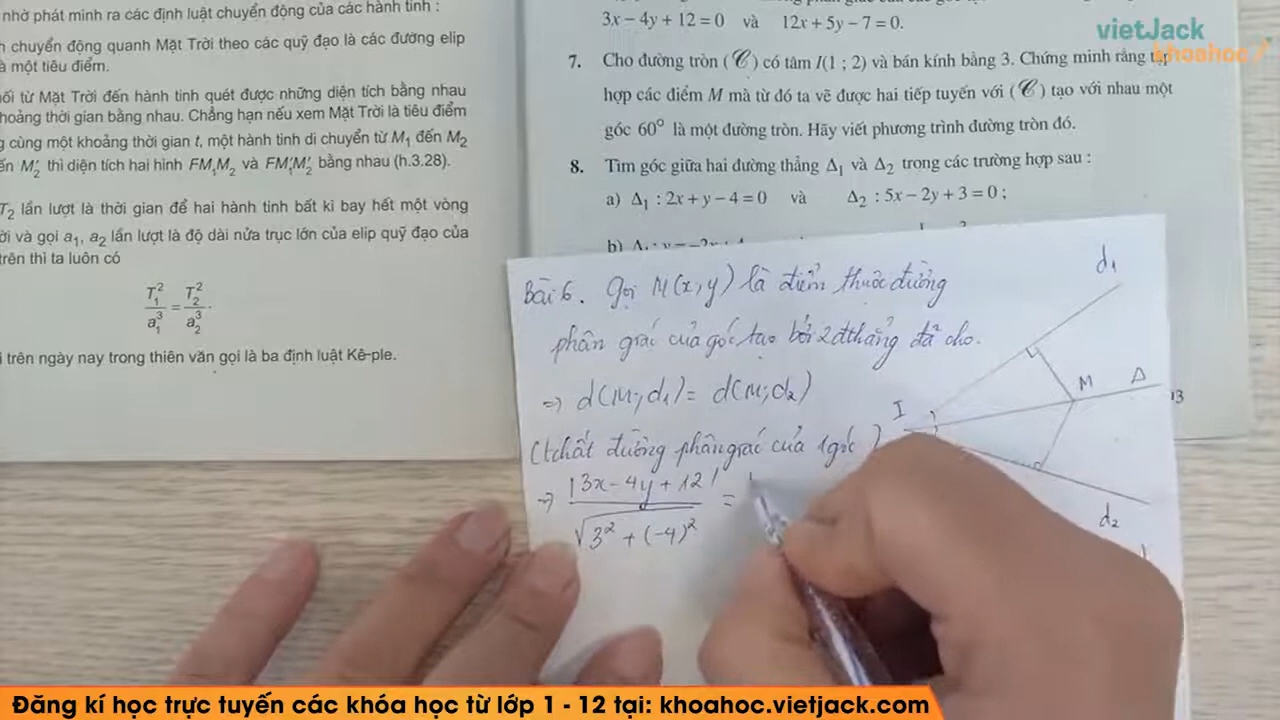 nhờ phát minh ra các định luật chuyển động của các hành tinh :
h chuyển động quanh Mặt Trời theo các quỹ đạo là các đường elip
à một tiêu điểm.
ối từ Mặt Trời đến hành tinh quét được những diện tích bằng nhau
hoảng thời gian bằng nhau. Chẳng hạn nếu xem Mặt Trời là tiêu điểm
g cùng một khoảng thời gian t, một hành tinh di chuyển từ M₁ đến M₂
ến M₂' thì diện tích hai hình FM₁M₂ và FM₁'M₂' bằng nhau (h.3.28).
T₂ lần lượt là thời gian để hai hành tinh bất kì bay hết một vòng
ời và gọi a₁, a₂ lần lượt là độ dài nửa trục lớn của elip quỹ đạo của
trên thì ta luôn có
T₁²/a₁³ = T₂²/a₂³.
i trên ngày nay trong thiên văn gọi là ba định luật Kê-ple.
3x − 4y + 12 = 0 và 12x + 5y − 7 = 0.
7. Cho đường tròn (𝒞) có tâm I(1 ; 2) và bán kính bằng 3. Chứng minh rằng tập
hợp các điểm M mà từ đó ta vẽ được hai tiếp tuyến với (𝒞) tạo với nhau một
góc 60° là một đường tròn. Hãy viết phương trình đường tròn đó.
8. Tìm góc giữa hai đường thẳng Δ₁ và Δ₂ trong các trường hợp sau :
a) Δ₁ : 2x + y − 4 = 0 và Δ₂ : 5x − 2y + 3 = 0 ;
Bài 6. Gọi M(x, y) là điểm thuộc đường
phân giác của góc tạo bởi 2 đthẳng đã cho.
=> d(M; d₁) = d(M; d₂)
(t/chất đường phân giác của 1 góc)
=> |3x − 4y + 12| / √3² + (−4)² =
d₁
M
Δ
I
d₂
13
vietJack
khoahoc
Đăng kí học trực tuyến các khóa học từ lớp 1 - 12 tại: khoahoc.vietjack.com